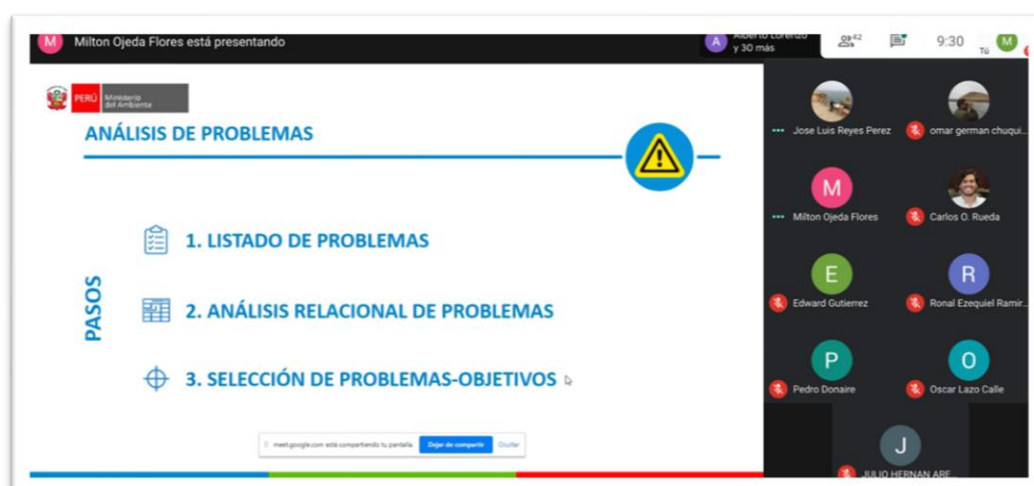 M Milton Ojeda Flores está presentando
A Alberto Lorenzo
y 30 más
42
9:30
Tú
M
PERÚ
Ministerio
del Ambiente
ANÁLISIS DE PROBLEMAS
PASOS
1. LISTADO DE PROBLEMAS
2. ANÁLISIS RELACIONAL DE PROBLEMAS
3. SELECCIÓN DE PROBLEMAS-OBJETIVOS
meet.google.com está compartiendo tu pantalla. Dejar de compartir Ocultar
Jose Luis Reyes Perez
omar german chuqui...
M
Milton Ojeda Flores
Carlos O. Rueda
E
Edward Gutierrez
R
Ronal Ezequiel Ramir...
P
Pedro Donaire
O
Oscar Lazo Calle
J
JULIO HERNAN ARE...